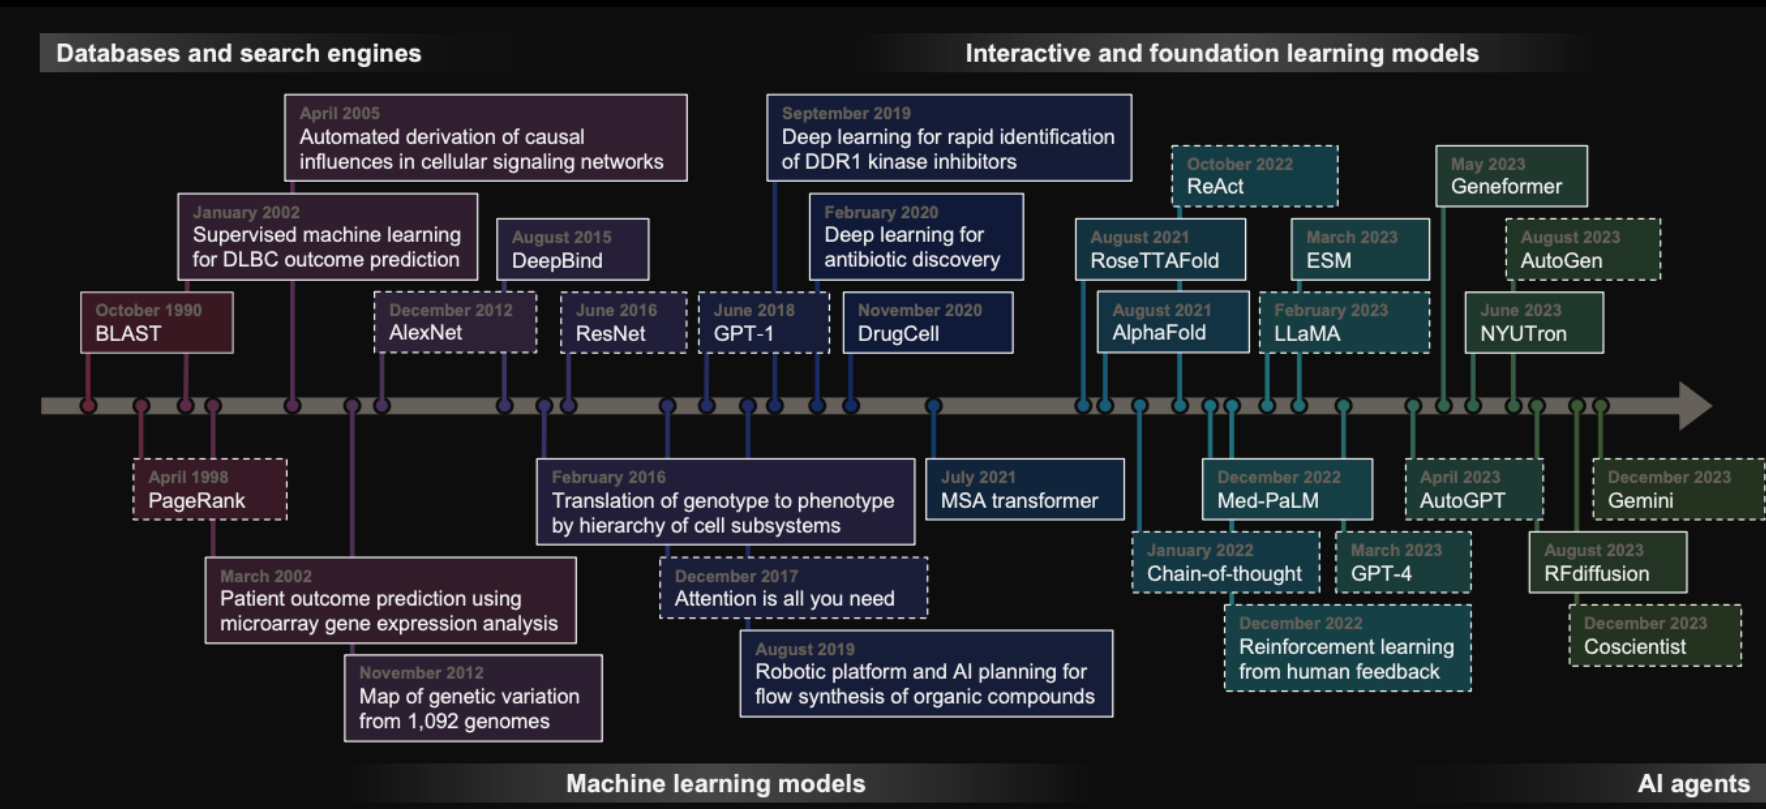 Databases and search engines
Interactive and foundation learning models
April 2005
Automated derivation of causal
influences in cellular signaling networks
September 2019
Deep learning for rapid identification
of DDR1 kinase inhibitors
October 2022
ReAct
May 2023
Geneformer
January 2002
Supervised machine learning
for DLBC outcome prediction
August 2015
DeepBind
February 2020
Deep learning for
antibiotic discovery
August 2021
RoseTTAFold
March 2023
ESM
August 2023
AutoGen
October 1990
BLAST
December 2012
AlexNet
June 2016
ResNet
June 2018
GPT-1
November 2020
DrugCell
August 2021
AlphaFold
February 2023
LLaMA
June 2023
NYUTron
April 1998
PageRank
February 2016
Translation of genotype to phenotype
by hierarchy of cell subsystems
July 2021
MSA transformer
December 2022
Med-PaLM
April 2023
AutoGPT
December 2023
Gemini
March 2002
Patient outcome prediction using
microarray gene expression analysis
December 2017
Attention is all you need
January 2022
Chain-of-thought
March 2023
GPT-4
August 2023
RFdiffusion
November 2012
Map of genetic variation
from 1,092 genomes
August 2019
Robotic platform and AI planning for
flow synthesis of organic compounds
December 2022
Reinforcement learning
from human feedback
December 2023
Coscientist
Machine learning models
AI agents